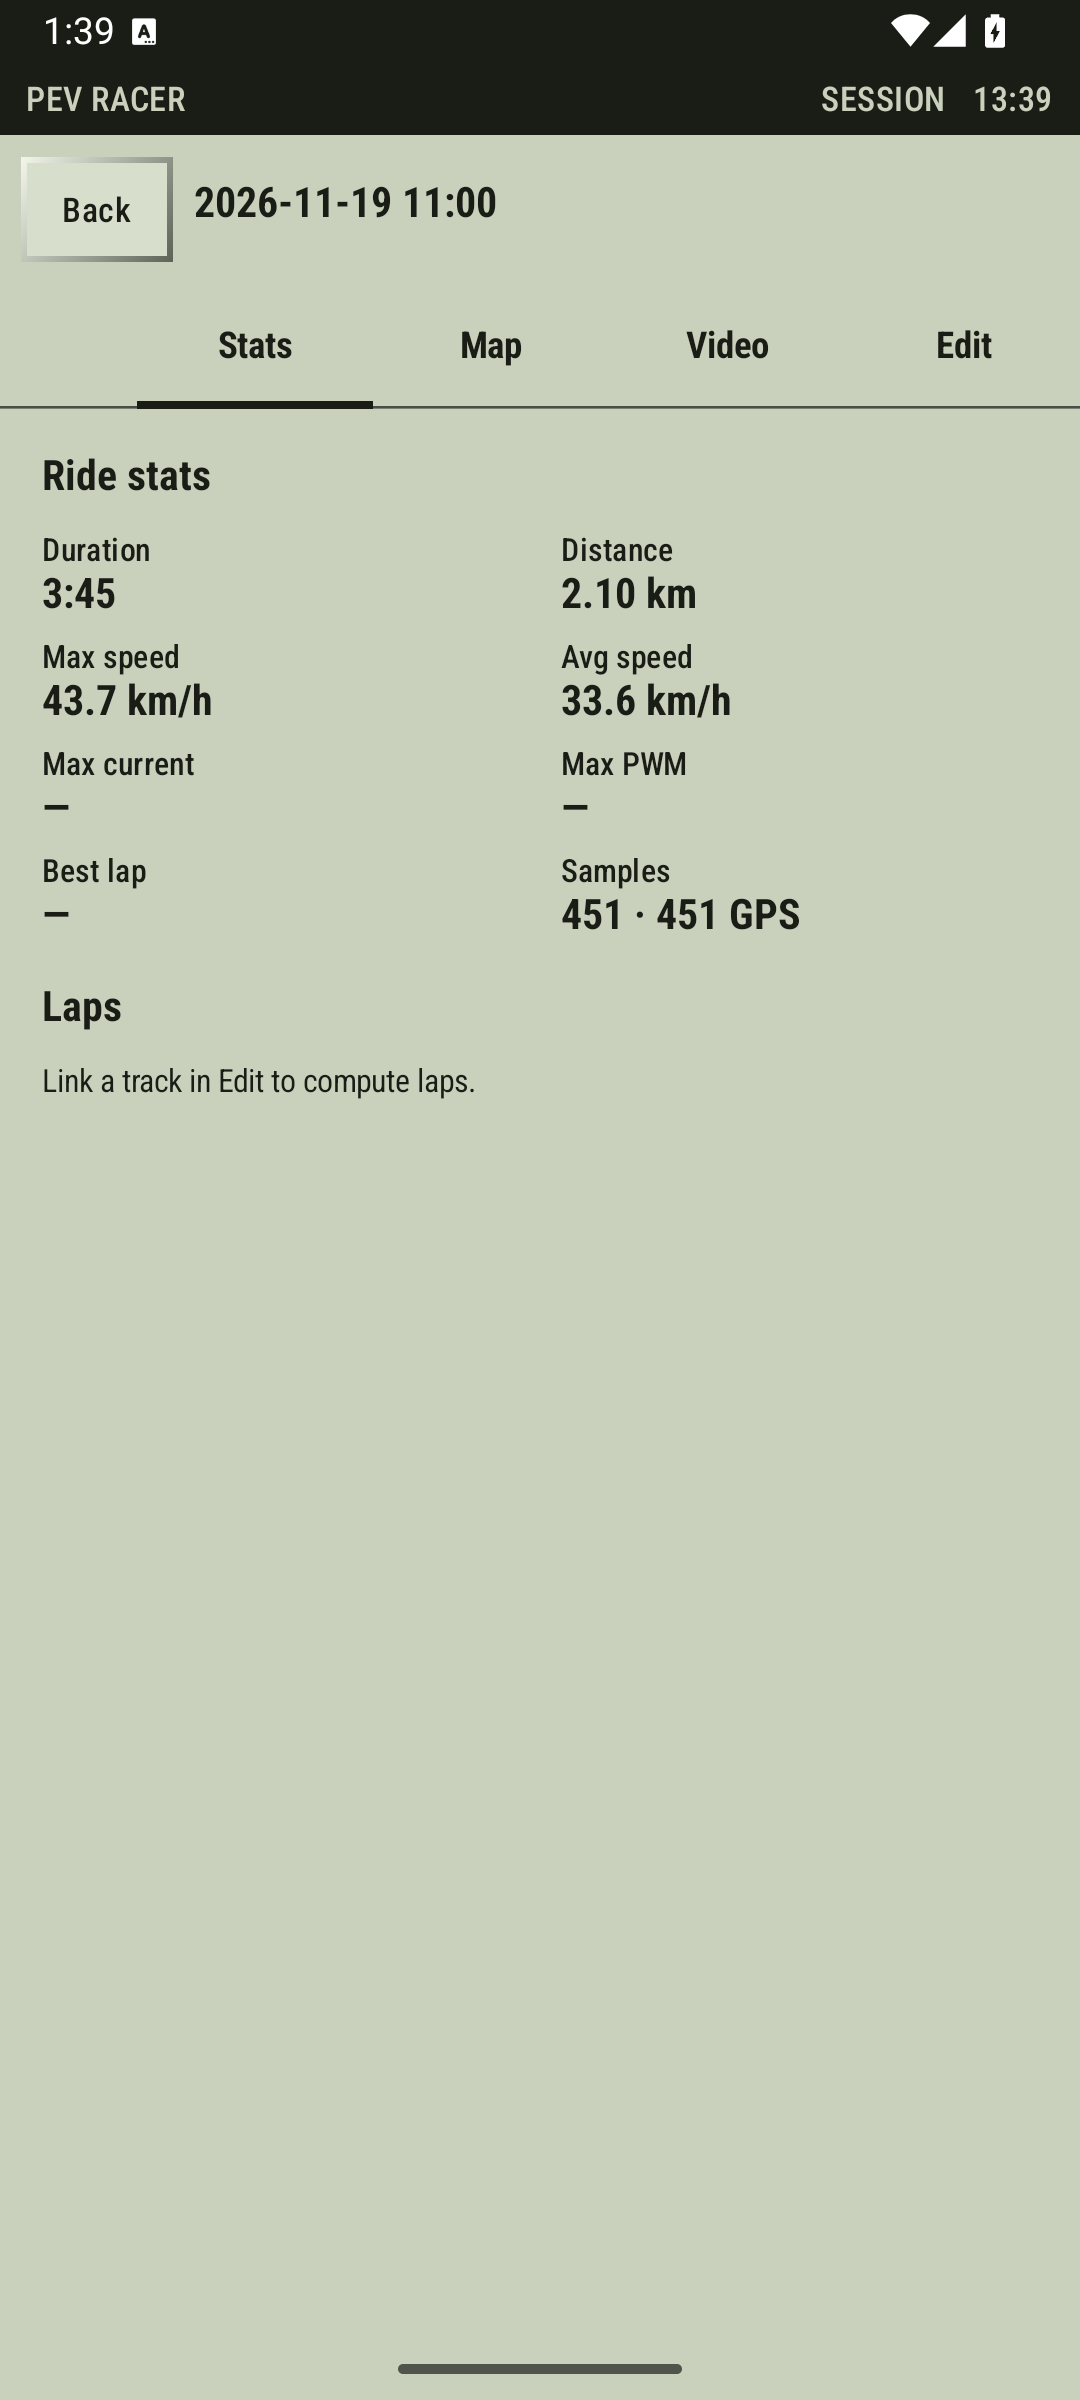 1:39
PEV RACER
SESSION 13:39
Back
2026-11-19 11:00
Stats
Map
Video
Edit
Ride stats
Duration
3:45
Distance
2.10 km
Max speed
43.7 km/h
Avg speed
33.6 km/h
Max current
—
Max PWM
—
Best lap
—
Samples
451 · 451 GPS
Laps
Link a track in Edit to compute laps.